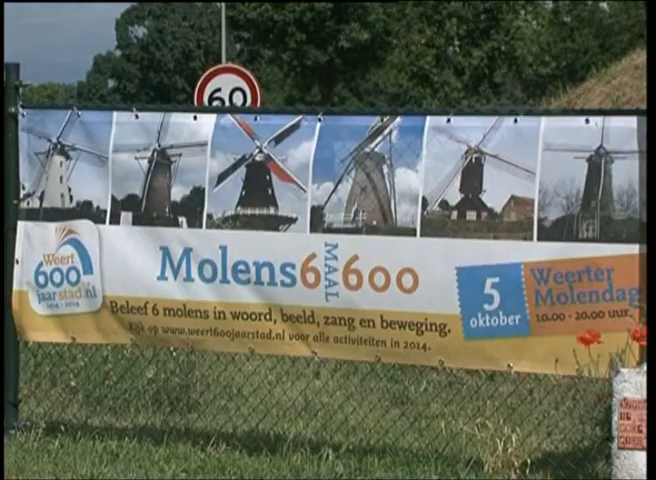 60
Weert
600
jaarstad.nl
1414 - 2014
Molens 6 MAAL 600
Beleef 6 molens in woord, beeld, zang en beweging.
Kijk op www.weert600jaarstad.nl voor alle activiteiten in 2014.
5
oktober
Weerter
Molendag
10.00 - 20.00 uur